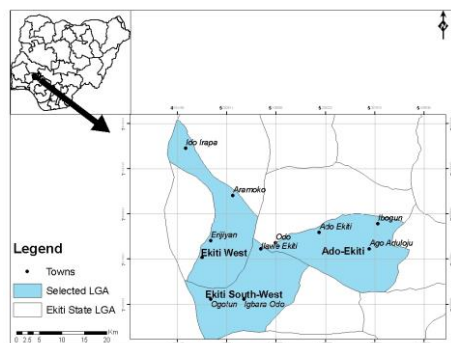 N
Ido Irapa
Aramoko
Ibogun
Enjiyan
Odo
Ado Ekiti
Ilawe Ekiti
Ago Aduloju
Ekiti West
Ado-Ekiti
Ekiti South-West
Ogotun
Igbara Odo
Legend
Towns
Selected LGA
Ekiti State LGA
0 2.5 5 10 15 20
Km